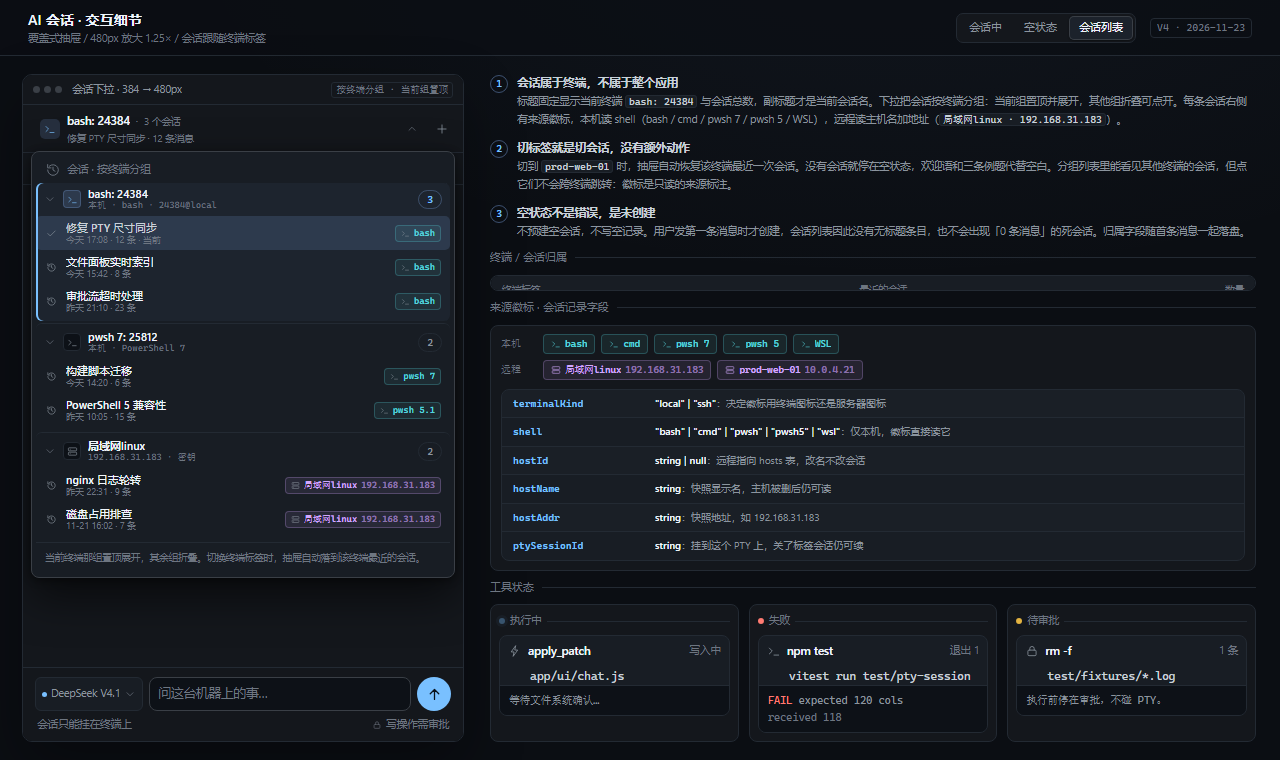 AI 会话 · 交互细节
覆盖式抽屉 / 480px 放大 1.25× / 会话跟随终端标签
会话中
空状态
会话列表
V4 · 2026-11-23
会话下拉 · 384 → 480px
按终端分组 · 当前组置顶
bash: 24384 · 3 个会话
修复 PTY 尺寸同步 · 12 条消息
会话 · 按终端分组
bash: 24384
本机 · bash · 24384@local
3
修复 PTY 尺寸同步
今天 17:08 · 12 条 · 当前
bash
文件面板实时索引
今天 15:42 · 8 条
bash
审批流超时处理
昨天 21:10 · 23 条
bash
pwsh 7: 25812
本机 · PowerShell 7
2
构建脚本迁移
今天 14:20 · 6 条
pwsh 7
PowerShell 5 兼容性
昨天 10:05 · 15 条
pwsh 5.1
局域网linux
192.168.31.183 · 密钥
2
nginx 日志轮转
昨天 22:31 · 9 条
局域网linux 192.168.31.183
磁盘占用排查
11-21 16:02 · 7 条
局域网linux 192.168.31.183
当前终端那组置顶展开，其余组折叠。切换终端标签时，抽屉自动落到该终端最近的会话。
DeepSeek V4.1
问这台机器上的事…
会话只能挂在终端上
写操作需审批
1
会话属于终端，不属于整个应用
标题固定显示当前终端 bash: 24384 与会话总数，副标题才是当前会话名。下拉把会话按终端分组：当前组置顶并展开，其他组折叠可点开。每条会话右侧
有来源徽标，本机读 shell（bash / cmd / pwsh 7 / pwsh 5 / WSL），远程读主机名加地址（ 局域网linux · 192.168.31.183 ）。
2
切标签就是切会话，没有额外动作
切到 prod-web-01 时，抽屉自动恢复该终端最近一次会话。没有会话就停在空状态，欢迎语和三条例题代替空白。分组列表里能看见其他终端的会话，但点
它们不会跨终端跳转：徽标是只读的来源标注。
3
空状态不是错误，是未创建
不预建空会话，不写空记录。用户发第一条消息时才创建，会话列表因此没有无标题条目，也不会出现「0 条消息」的死会话。归属字段随首条消息一起落盘。
终端 / 会话归属
终端标签
最近的会话
数量
来源徽标 · 会话记录字段
本机
bash
cmd
pwsh 7
pwsh 5
WSL
远程
局域网linux 192.168.31.183
prod-web-01 10.0.4.21
terminalKind
"local" | "ssh"：决定徽标用终端图标还是服务器图标
shell
"bash" | "cmd" | "pwsh" | "pwsh5" | "wsl"：仅本机，徽标直接读它
hostId
string | null：远程指向 hosts 表，改名不改会话
hostName
string：快照显示名，主机被删后仍可读
hostAddr
string：快照地址，如 192.168.31.183
ptySessionId
string：挂到这个 PTY 上，关了标签会话仍可续
工具状态
执行中
apply_patch
写入中
app/ui/chat.js
等待文件系统确认…
失败
npm test
退出 1
vitest run test/pty-session
FAIL expected 120 cols
received 118
待审批
rm -f
1 条
test/fixtures/*.log
执行前停在审批，不碰 PTY。